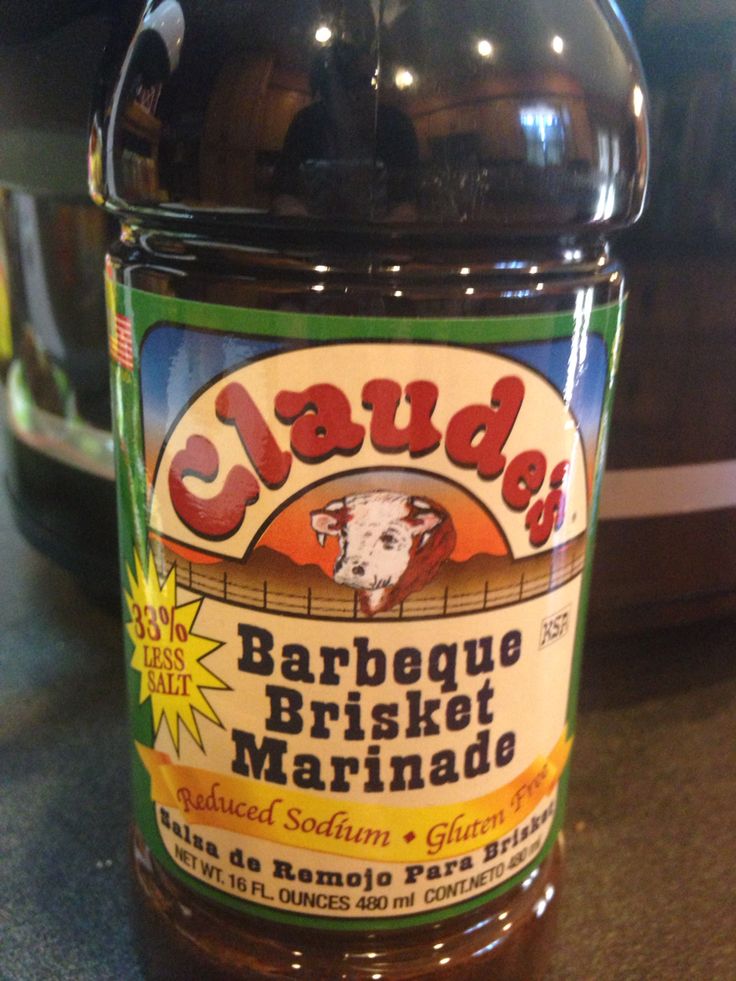 Claude's
KSA
33%
LESS
SALT
Barbeque
Brisket
Marinade
Reduced Sodium • Gluten Free
Salsa de Remojo Para Brisket
NET WT. 16 FL. OUNCES 480 ml CONT.NETO 480 ml